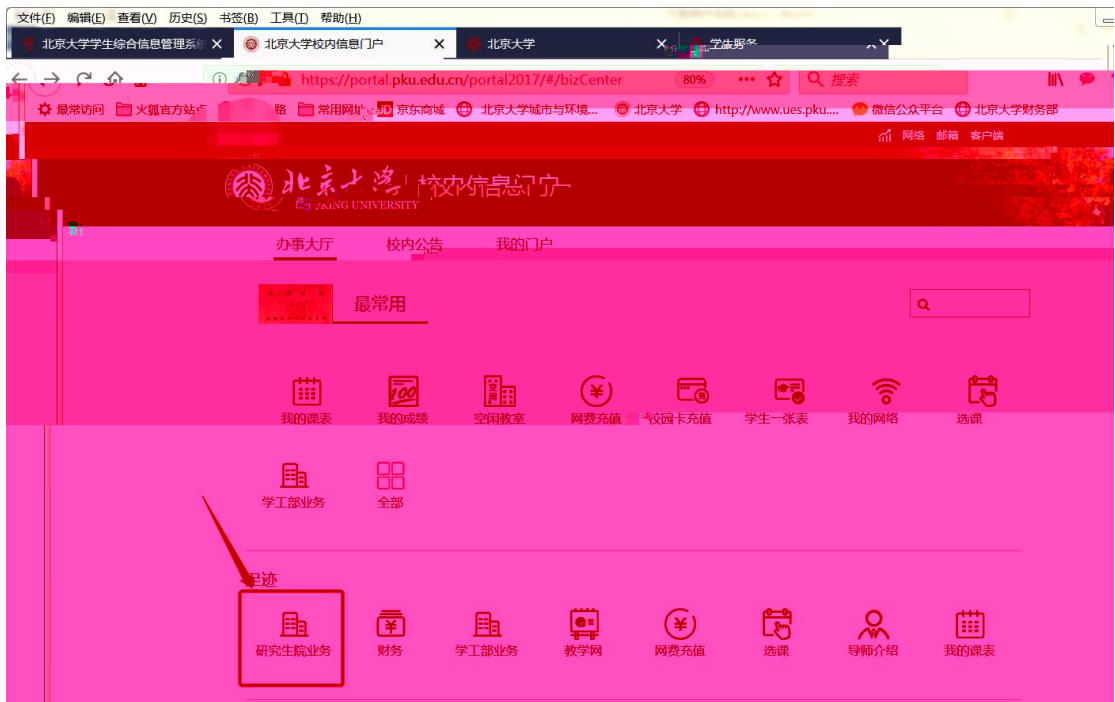 文件(F) 编辑(E) 查看(V) 历史(S) 书签(B) 工具(T) 帮助(H)
北京大学学生综合信息管理系统 X 北京大学校内信息门户 X 北京大学 X X
https://portal.pku.edu.cn/portal2017/#/bizCenter 80% 搜索
最常访问 火狐官方站点 常用网址 京东商城 北京大学城市与环境... 北京大学 http://www.ues.pku.... 微信公众平台 北京大学财务部
网络 邮箱 客户端
北京大学 校内信息门户
UNIVERSITY
办事大厅 校内公告 我的门户
最常用
我的课表 我的成绩 空闲教室 网费充值 校园卡充值 学生一张表 我的网络 选课
学工部业务 全部
足迹
研究生院业务 财务 学工部业务 教学网 网费充值 选课 导师介绍 我的课表